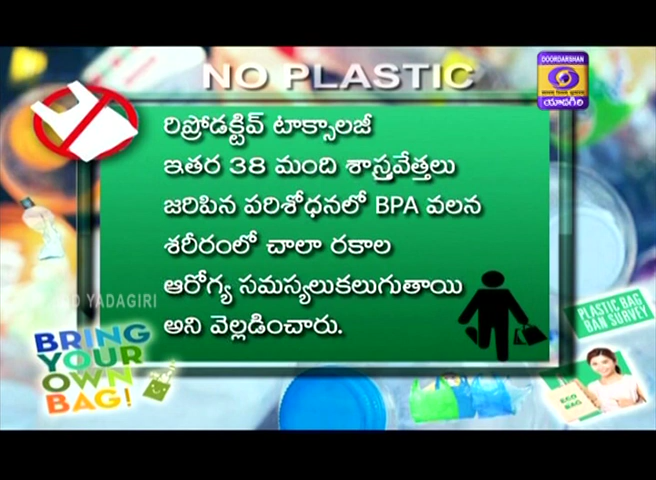 NO PLASTIC
DOORDARSHAN
యాదగిరి
రిప్రోడక్టివ్ టాక్సాలజీ
ఇతర 38 మంది శాస్త్రవేత్తలు
జరిపిన పరిశోధనలో BPA వలన
శరీరంలో చాలా రకాల
ఆరోగ్య సమస్యలుకలుగుతాయి
అని వెల్లడించారు.
YADAGIRI
BRING
YOUR
OWN
BAG!
PLASTIC BAG
BAN SURVEY
ECO
BAG